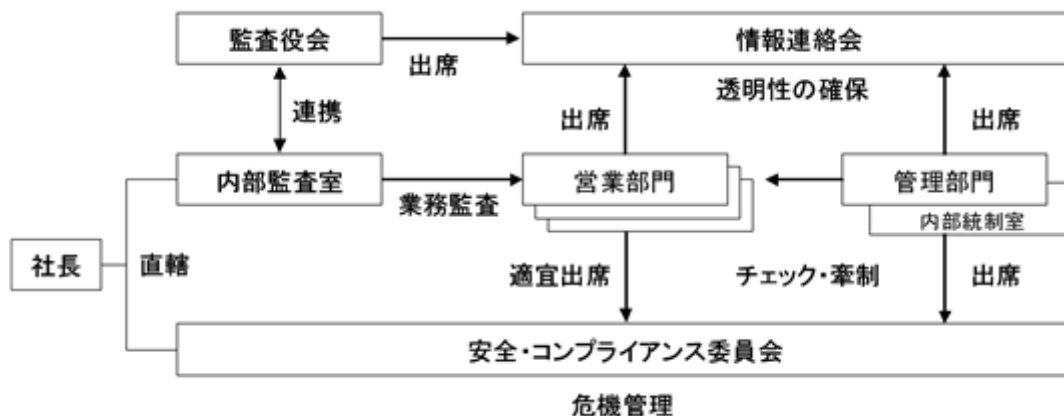 監査役会
出席
情報連絡会
透明性の確保
連携
出席
出席
内部監査室
業務監査
営業部門
管理部門
内部統制室
社長
直轄
適宜出席
チェック・牽制
出席
安全・コンプライアンス委員会
危機管理